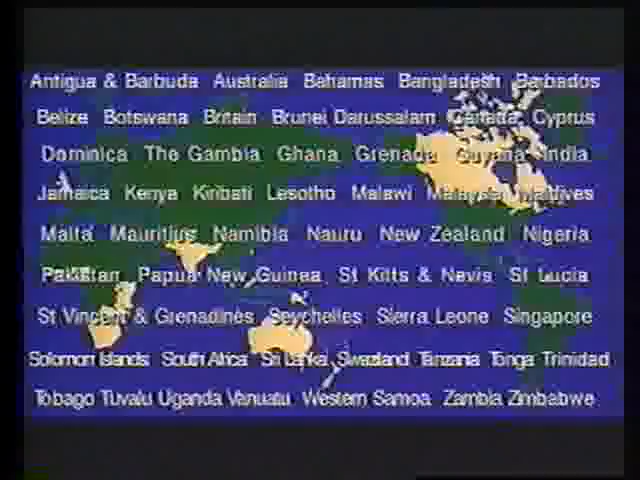 Antigua & Barbuda Australia Bahamas Bangladesh Barbados
Belize Botswana Britain Brunei Darussalam Canada Cyprus
Dominica The Gambia Ghana Grenada Guyana India
Jamaica Kenya Kiribati Lesotho Malawi Malaysia Maldives
Malta Mauritius Namibia Nauru New Zealand Nigeria
Pakistan Papua New Guinea St Kitts & Nevis St Lucia
St Vincent & Grenadines Seychelles Sierra Leone Singapore
Solomon Islands South Africa Sri Lanka Swaziland Tanzania Tonga Trinidad
Tobago Tuvalu Uganda Vanuatu Western Samoa Zambia Zimbabwe